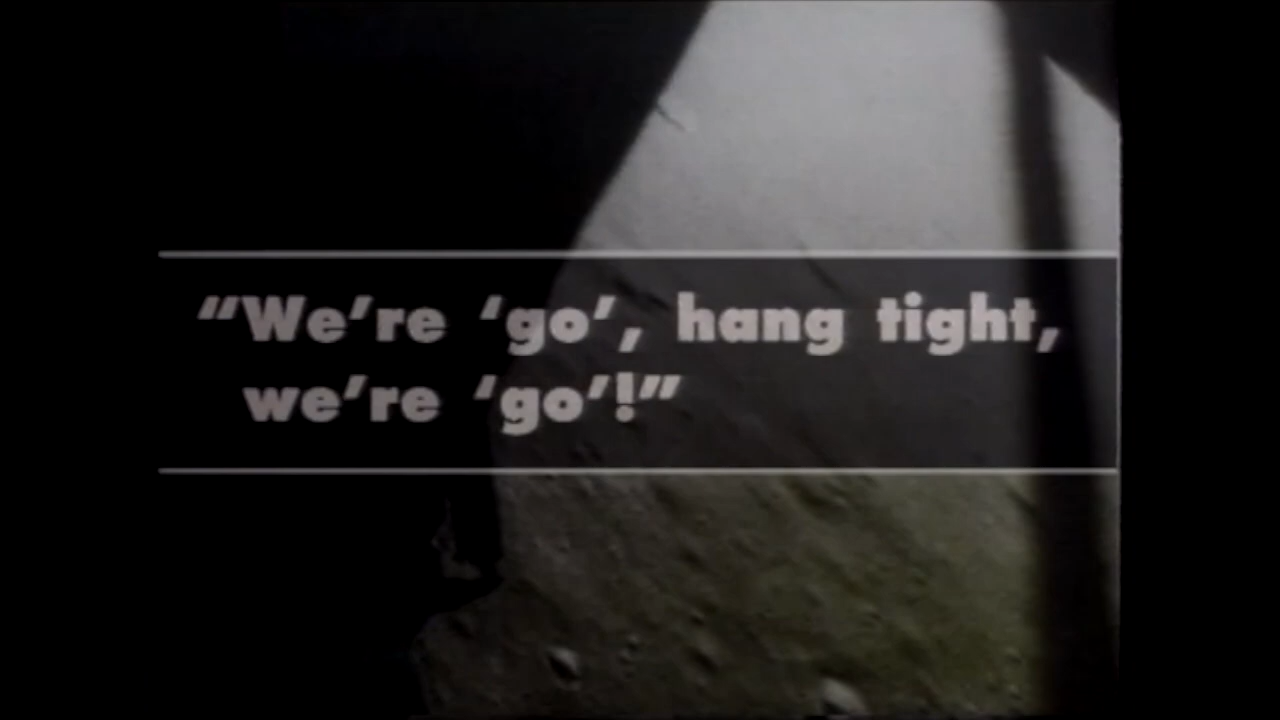 “We’re ‘go’, hang tight,
we’re ‘go’!”